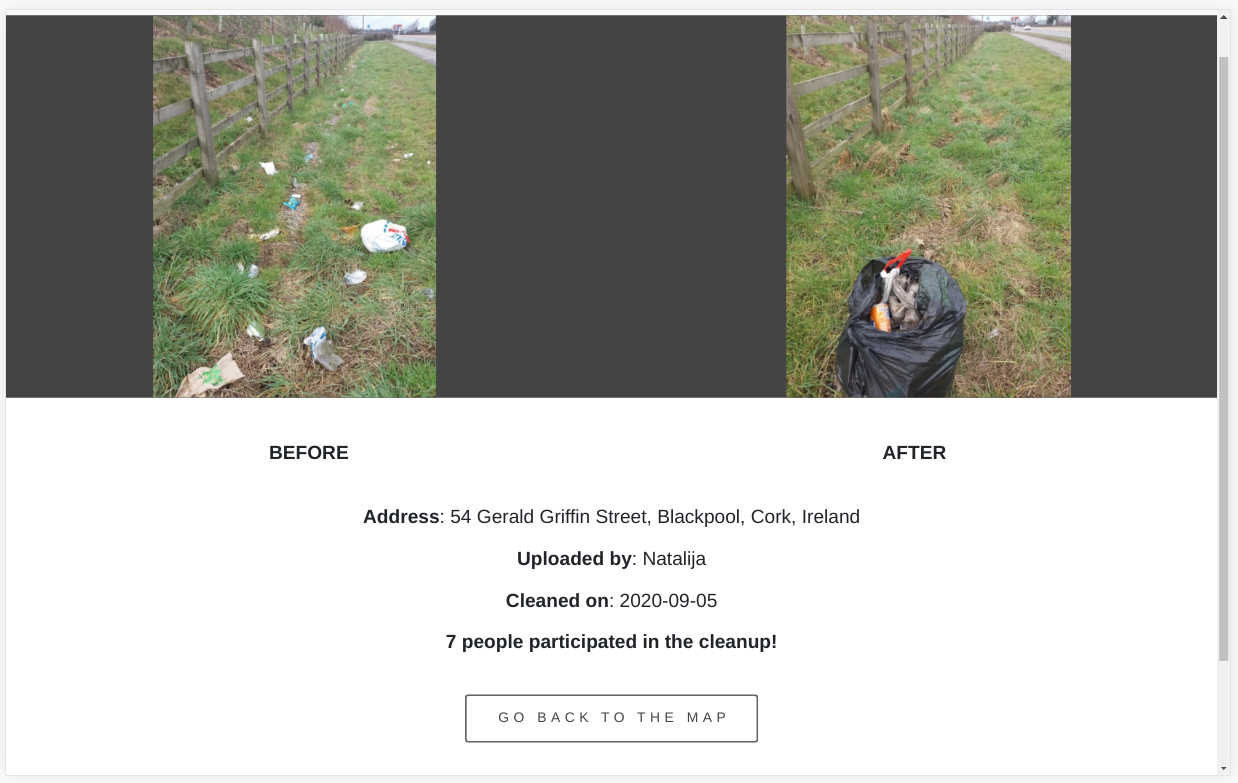 BEFORE
AFTER
Address: 54 Gerald Griffin Street, Blackpool, Cork, Ireland
Uploaded by: Natalija
Cleaned on: 2020-09-05
7 people participated in the cleanup!
GO BACK TO THE MAP